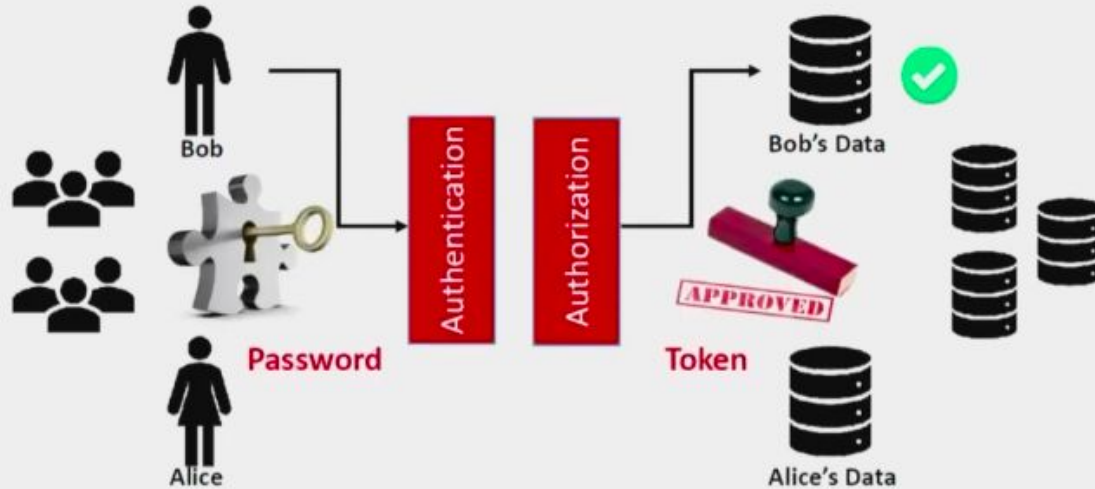 Bob
Authentication
Authorization
Bob's Data
APPROVED
Password
Token
Alice
Alice's Data